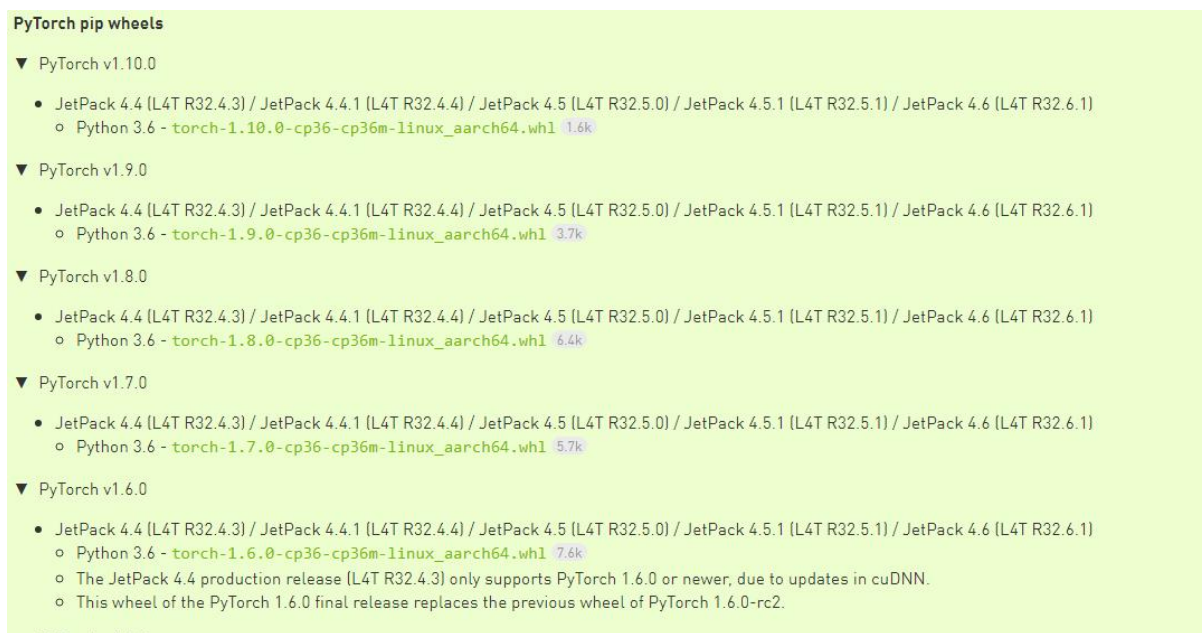 PyTorch pip wheels
▼ PyTorch v1.10.0
• JetPack 4.4 (L4T R32.4.3) / JetPack 4.4.1 (L4T R32.4.4) / JetPack 4.5 (L4T R32.5.0) / JetPack 4.5.1 (L4T R32.5.1) / JetPack 4.6 (L4T R32.6.1)
○ Python 3.6 - torch-1.10.0-cp36-cp36m-linux_aarch64.whl 1.6k
▼ PyTorch v1.9.0
• JetPack 4.4 (L4T R32.4.3) / JetPack 4.4.1 (L4T R32.4.4) / JetPack 4.5 (L4T R32.5.0) / JetPack 4.5.1 (L4T R32.5.1) / JetPack 4.6 (L4T R32.6.1)
○ Python 3.6 - torch-1.9.0-cp36-cp36m-linux_aarch64.whl 3.7k
▼ PyTorch v1.8.0
• JetPack 4.4 (L4T R32.4.3) / JetPack 4.4.1 (L4T R32.4.4) / JetPack 4.5 (L4T R32.5.0) / JetPack 4.5.1 (L4T R32.5.1) / JetPack 4.6 (L4T R32.6.1)
○ Python 3.6 - torch-1.8.0-cp36-cp36m-linux_aarch64.whl 6.4k
▼ PyTorch v1.7.0
• JetPack 4.4 (L4T R32.4.3) / JetPack 4.4.1 (L4T R32.4.4) / JetPack 4.5 (L4T R32.5.0) / JetPack 4.5.1 (L4T R32.5.1) / JetPack 4.6 (L4T R32.6.1)
○ Python 3.6 - torch-1.7.0-cp36-cp36m-linux_aarch64.whl 5.7k
▼ PyTorch v1.6.0
• JetPack 4.4 (L4T R32.4.3) / JetPack 4.4.1 (L4T R32.4.4) / JetPack 4.5 (L4T R32.5.0) / JetPack 4.5.1 (L4T R32.5.1) / JetPack 4.6 (L4T R32.6.1)
○ Python 3.6 - torch-1.6.0-cp36-cp36m-linux_aarch64.whl 7.6k
○ The JetPack 4.4 production release (L4T R32.4.3) only supports PyTorch 1.6.0 or newer, due to updates in cuDNN.
○ This wheel of the PyTorch 1.6.0 final release replaces the previous wheel of PyTorch 1.6.0-rc2.